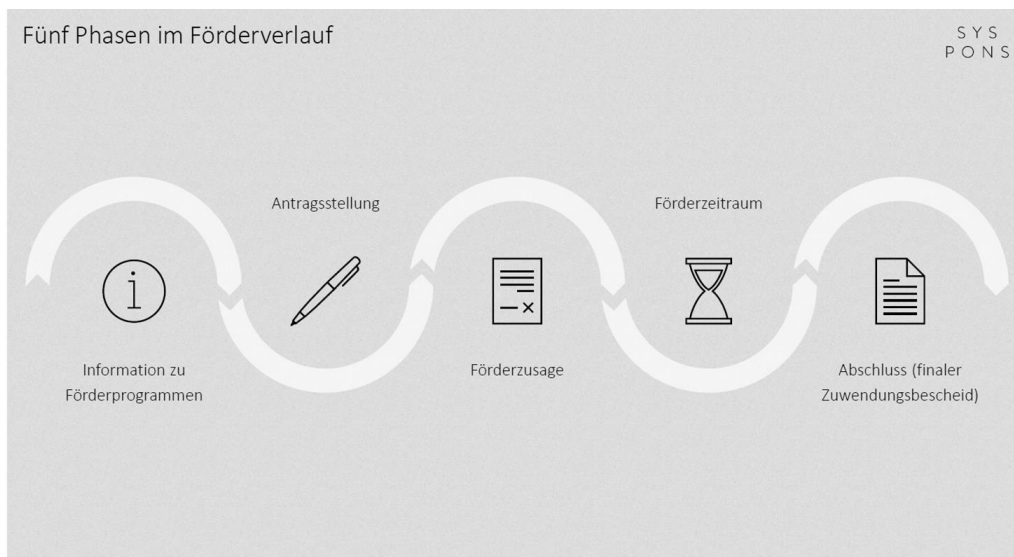 Fünf Phasen im Förderverlauf
SYS
PONS
Antragsstellung
Förderzeitraum
Information zu
Förderprogrammen
Förderzusage
Abschluss (finaler
Zuwendungsbescheid)